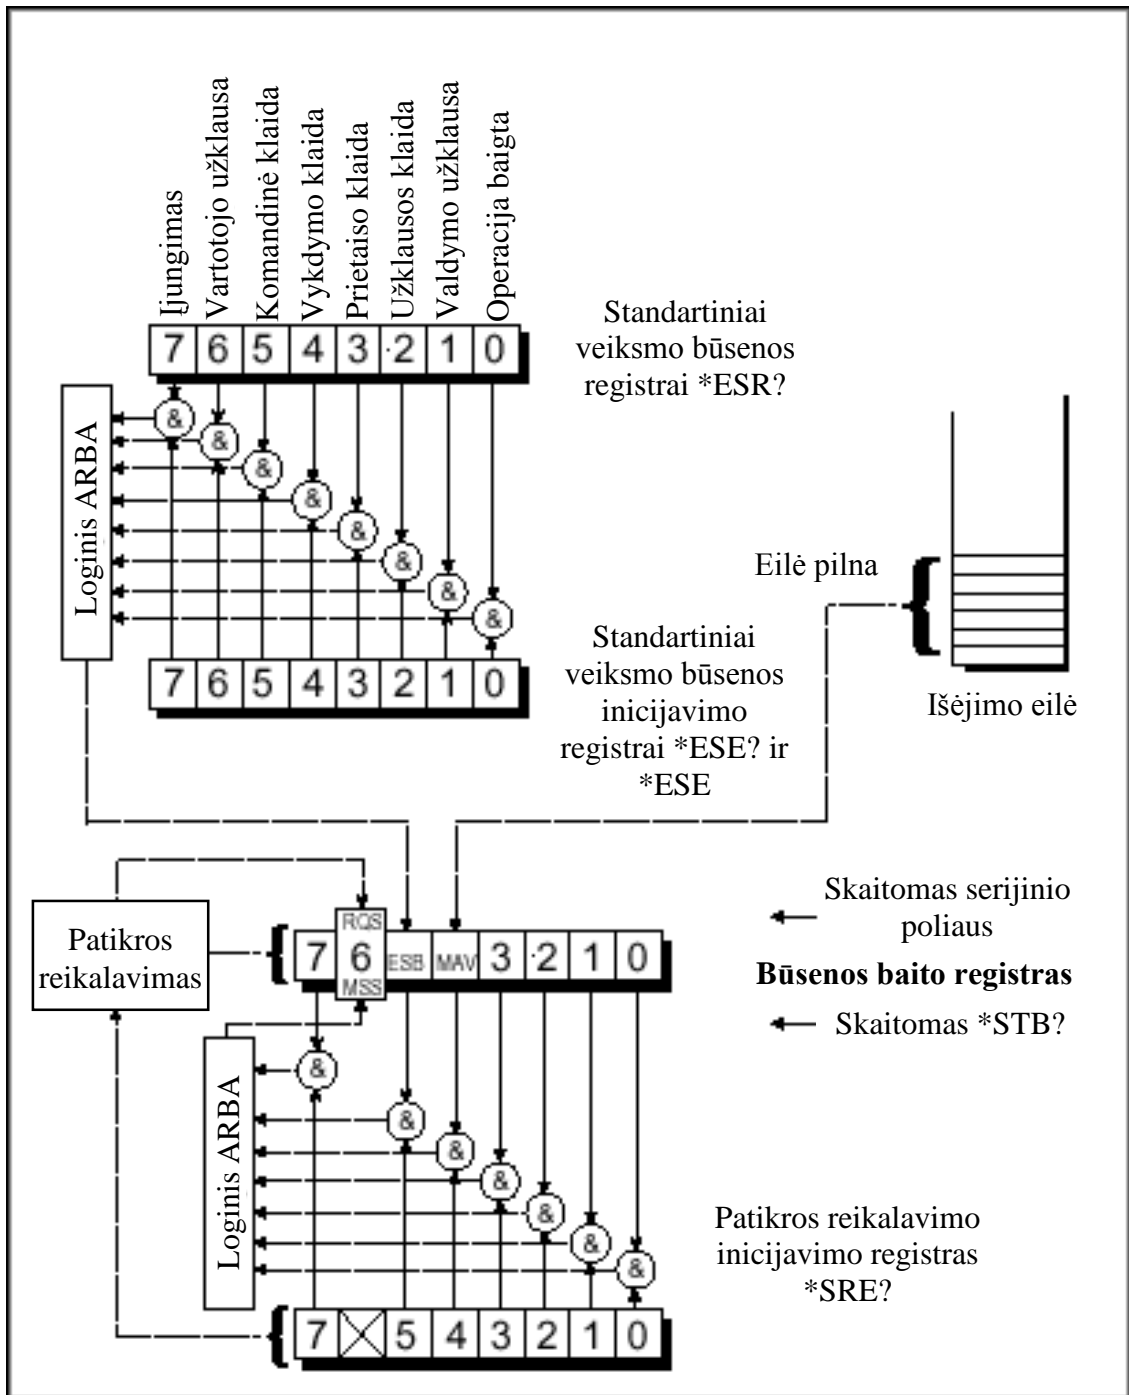 Įjungimas
Vartotojo užklausa
Komandinė klaida
Vykdymo klaida
Prietaiso klaida
Užklausos klaida
Valdymo užklausa
Operacija baigta
7 6 5 4 3 ·2 1 0
Standartiniai
veiksmo būsenos
registrai *ESR?
Loginis ARBA
&
&
&
&
&
&
&
&
Eilė pilna
Išėjimo eilė
Standartiniai
veiksmo būsenos
inicijavimo
registrai *ESE? ir
*ESE
7 6 5 4 3 2 1 0
Patikros
reikalavimas
RQS
7 6 ESB MAV 3 ·2 1 0
MSS
Skaitomas serijinio
poliaus
Būsenos baito registras
Skaitomas *STB?
Loginis ARBA
&
&
&
&
&
&
&
Patikros reikalavimo
inicijavimo registras
*SRE?
7 5 4 3 2 1 0